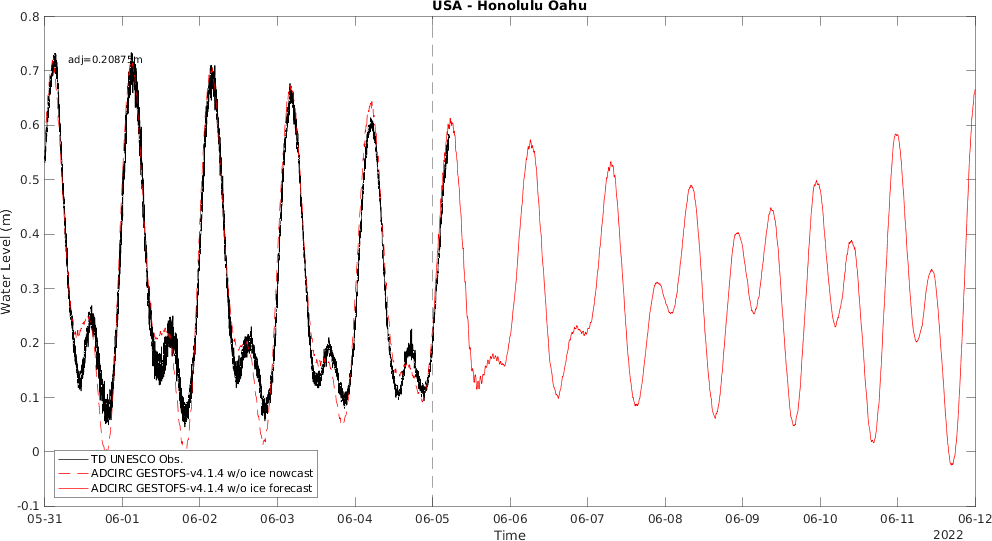 USA - Honolulu Oahu
adj=0.20875m
0.8
0.7
0.6
0.5
0.4
0.3
0.2
0.1
0
-0.1
Water Level (m)
TD UNESCO Obs.
ADCIRC GESTOFS-v4.1.4 w/o ice nowcast
ADCIRC GESTOFS-v4.1.4 w/o ice forecast
05-31 06-01 06-02 06-03 06-04 06-05 06-06 06-07 06-08 06-09 06-10 06-11 06-12
Time
2022